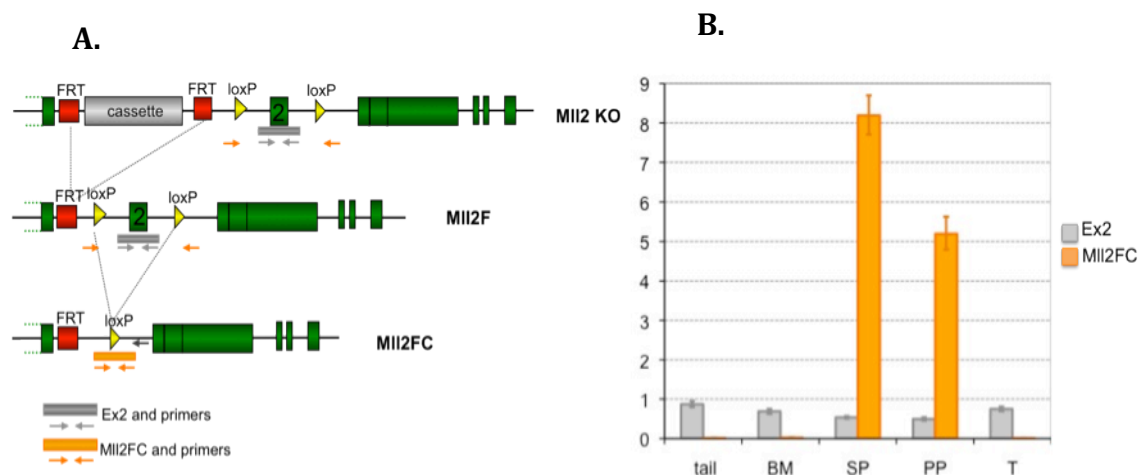 A.
FRT
FRT
loxP
loxP
cassette
2
Mll2 KO
FRT
loxP
loxP
2
Mll2F
FRT
loxP
Mll2FC
Ex2 and primers
Mll2FC and primers
B.
9
8
7
6
5
4
3
2
1
0
tail
BM
SP
PP
T
Ex2
Mll2FC